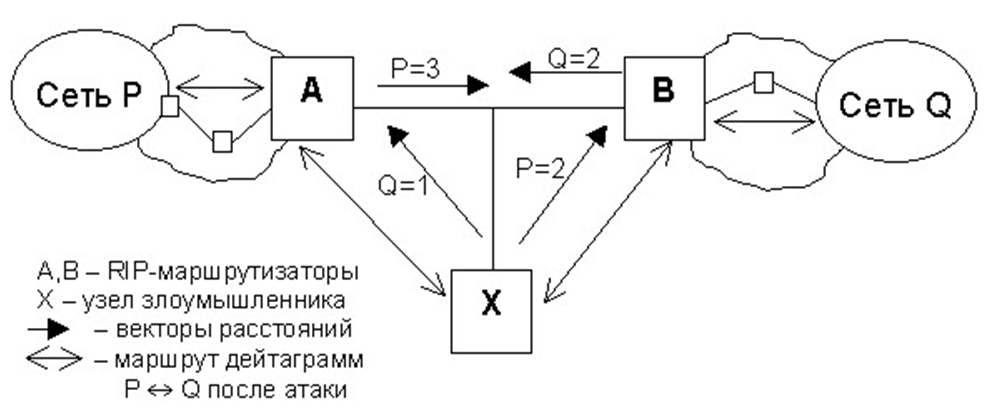 Сеть P
A
P=3
Q=2
B
Сеть Q
Q=1
P=2
X
A,B – RIP-маршрутизаторы
X – узел злоумышленника
– векторы расстояний
– маршрут дейтаграмм
P ⇔ Q после атаки